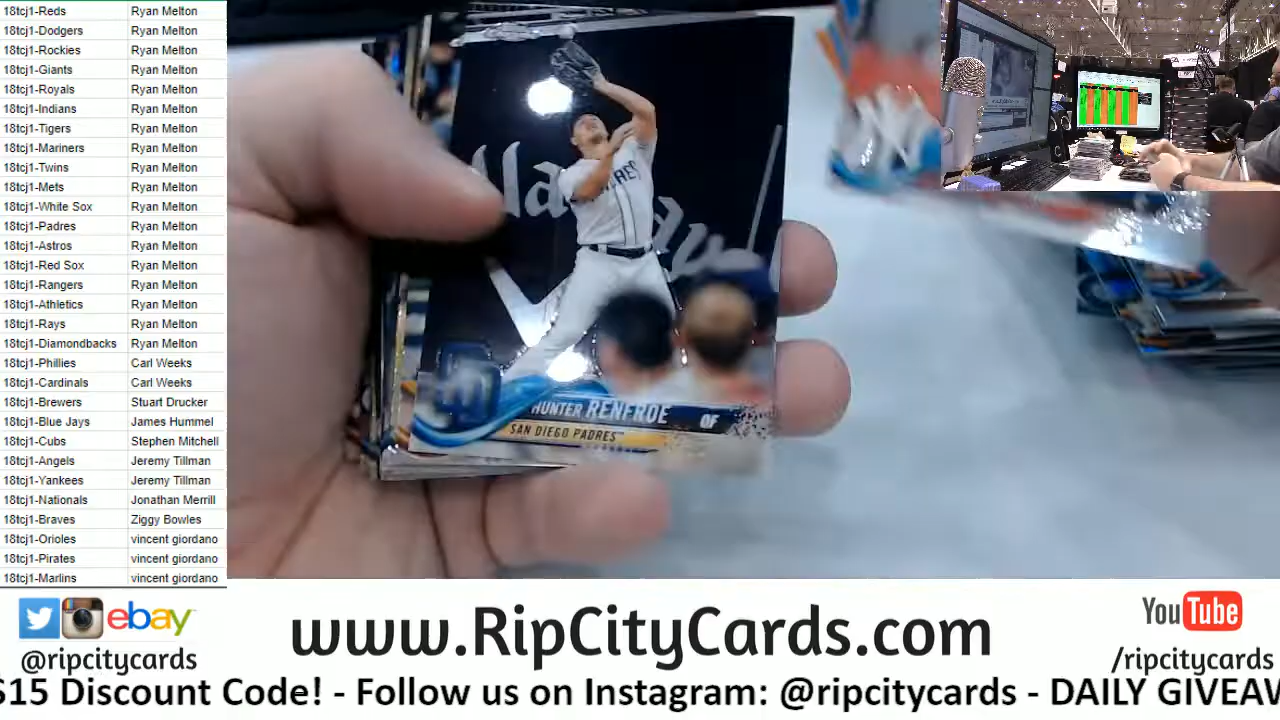 18tcj1-Reds Ryan Melton
18tcj1-Dodgers Ryan Melton
18tcj1-Rockies Ryan Melton
18tcj1-Giants Ryan Melton
18tcj1-Royals Ryan Melton
18tcj1-Indians Ryan Melton
18tcj1-Tigers Ryan Melton
18tcj1-Mariners Ryan Melton
18tcj1-Twins Ryan Melton
18tcj1-Mets Ryan Melton
18tcj1-White Sox Ryan Melton
18tcj1-Padres Ryan Melton
18tcj1-Astros Ryan Melton
18tcj1-Red Sox Ryan Melton
18tcj1-Rangers Ryan Melton
18tcj1-Athletics Ryan Melton
18tcj1-Rays Ryan Melton
18tcj1-Diamondbacks Ryan Melton
18tcj1-Phillies Carl Weeks
18tcj1-Cardinals Carl Weeks
18tcj1-Brewers Stuart Drucker
18tcj1-Blue Jays James Hummel
18tcj1-Cubs Stephen Mitchell
18tcj1-Angels Jeremy Tillman
18tcj1-Yankees Jeremy Tillman
18tcj1-Nationals Jonathan Merrill
18tcj1-Braves Ziggy Bowles
18tcj1-Orioles vincent giordano
18tcj1-Pirates vincent giordano
18tcj1-Marlins vincent giordano
HUNTER RENFROE OF
SAN DIEGO PADRES
ebay
@ripcitycards
www.RipCityCards.com
YouTube
/ripcitycards
$15 Discount Code! - Follow us on Instagram: @ripcitycards - DAILY GIVEAW